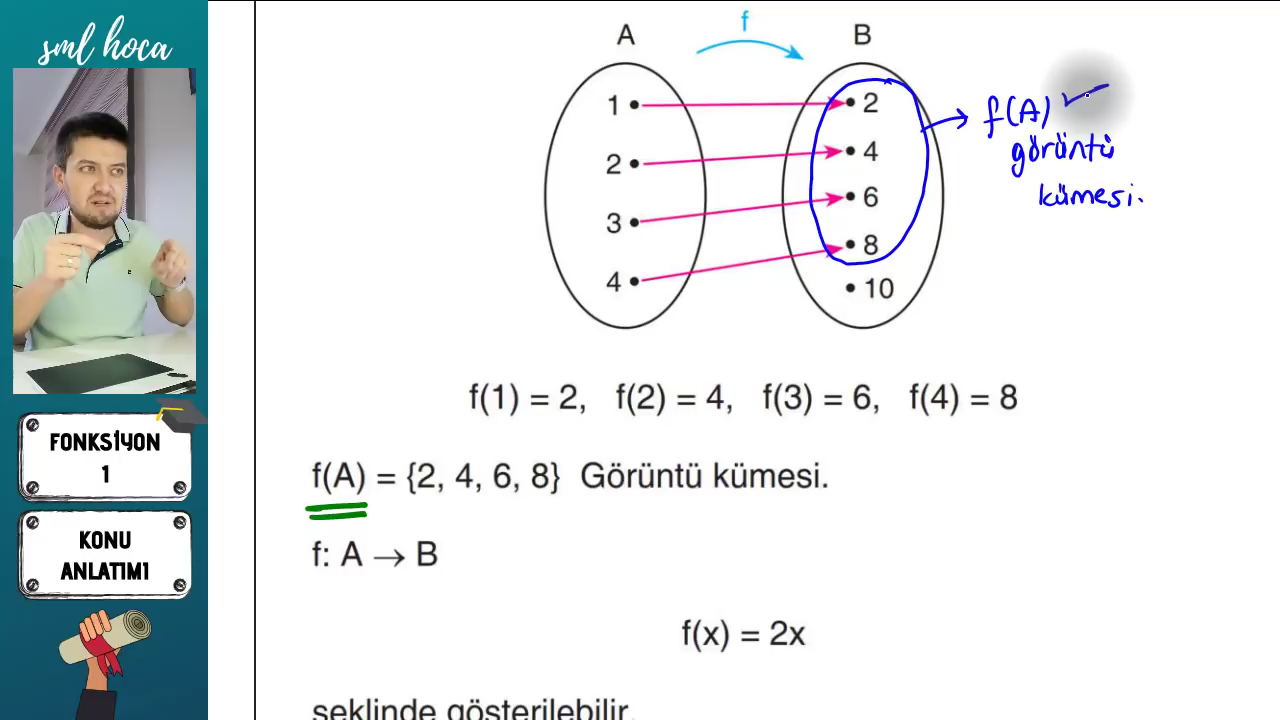 sml hoca
FONKSİYON
1
KONU
ANLATIMI
f
A
B
1
2
3
4
2
4
6
8
10
f(A)
görüntü
kümesi.
f(1) = 2, f(2) = 4, f(3) = 6, f(4) = 8
f(A) = {2, 4, 6, 8} Görüntü kümesi.
f: A → B
f(x) = 2x
şeklinde gösterilebilir.